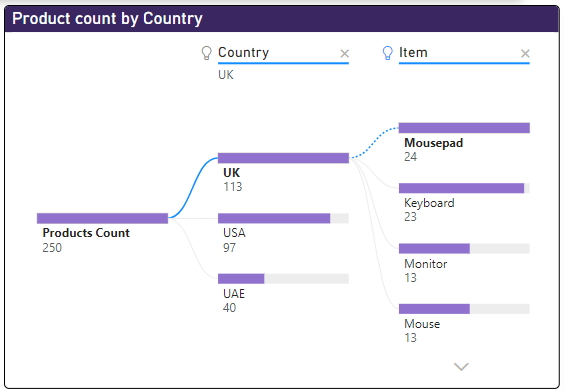 Product count by Country
Country
UK
Item
Products Count
250
UK
113
USA
97
UAE
40
Mousepad
24
Keyboard
23
Monitor
13
Mouse
13